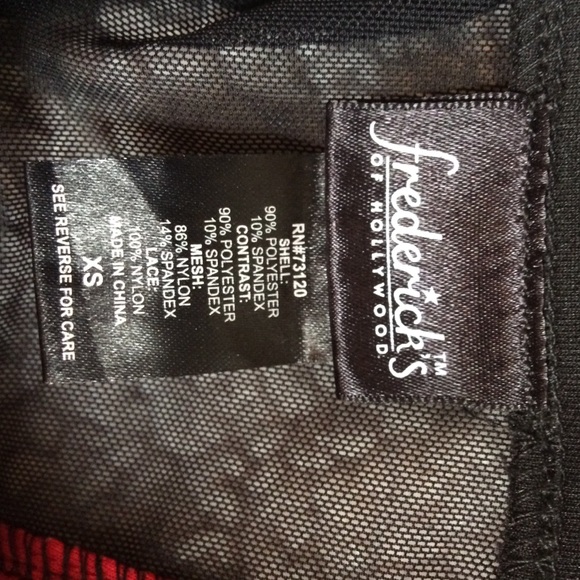 frederick's™
OF HOLLYWOOD
RN#73120
SHELL:
90% POLYESTER
10% SPANDEX
CONTRAST:
90% POLYESTER
10% SPANDEX
MESH:
86% NYLON
14% SPANDEX
LACE:
100% NYLON
MADE IN CHINA
XS
SEE REVERSE FOR CARE